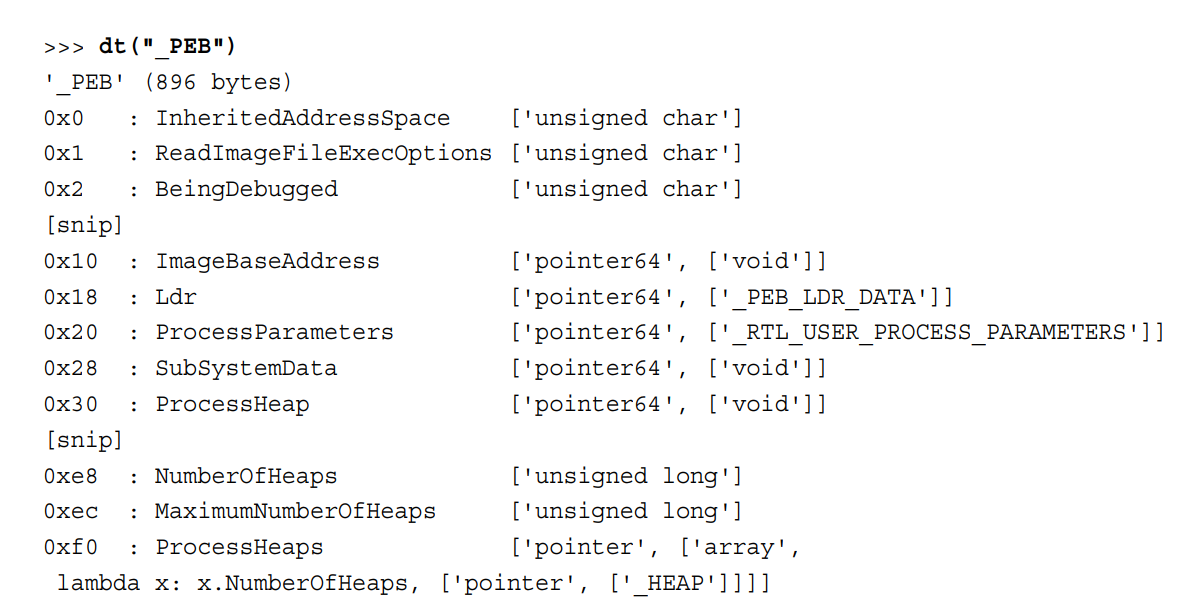 >>> dt("_PEB")
'_PEB' (896 bytes)
0x0   : InheritedAddressSpace    ['unsigned char']
0x1   : ReadImageFileExecOptions ['unsigned char']
0x2   : BeingDebugged            ['unsigned char']
[snip]
0x10  : ImageBaseAddress         ['pointer64', ['void']]
0x18  : Ldr                      ['pointer64', ['_PEB_LDR_DATA']]
0x20  : ProcessParameters        ['pointer64', ['_RTL_USER_PROCESS_PARAMETERS']]
0x28  : SubSystemData            ['pointer64', ['void']]
0x30  : ProcessHeap              ['pointer64', ['void']]
[snip]
0xe8  : NumberOfHeaps            ['unsigned long']
0xec  : MaximumNumberOfHeaps     ['unsigned long']
0xf0  : ProcessHeaps             ['pointer', ['array',
 lambda x: x.NumberOfHeaps, ['pointer', ['_HEAP']]]]